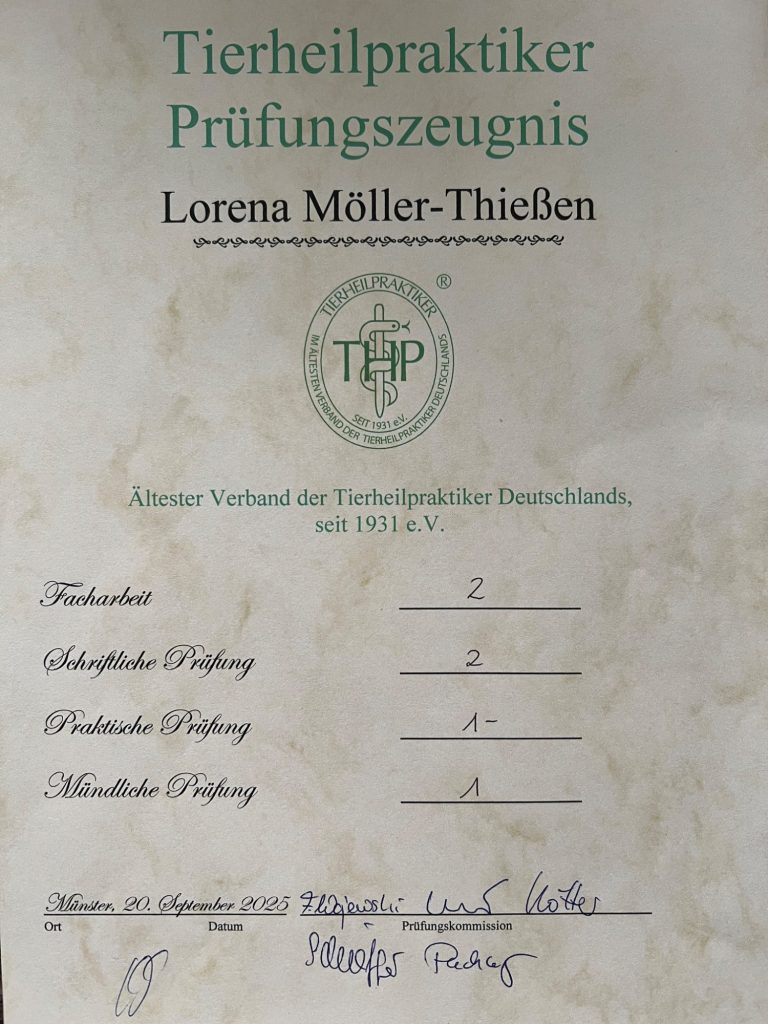 Tierheilpraktiker
Prüfungszeugnis
Lorena Möller-Thießen
®
TIERHEILPRAKTIKER
THP
SEIT 1931 e.V.
IM ÄLTESTEN VERBAND DER TIERHEILPRAKTIKER DEUTSCHLANDS
Ältester Verband der Tierheilpraktiker Deutschlands,
seit 1931 e.V.
Facharbeit 2
Schriftliche Prüfung 2
Praktische Prüfung 1-
Mündliche Prüfung 1
Münster, 20. September 2025
Ort Datum Prüfungskommission